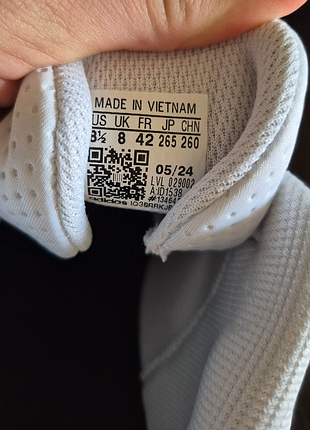 MADE IN VIETNAM
US UK FR JP CHN
8½ 8 42 265 260
05/24
LVL 029002
adidas